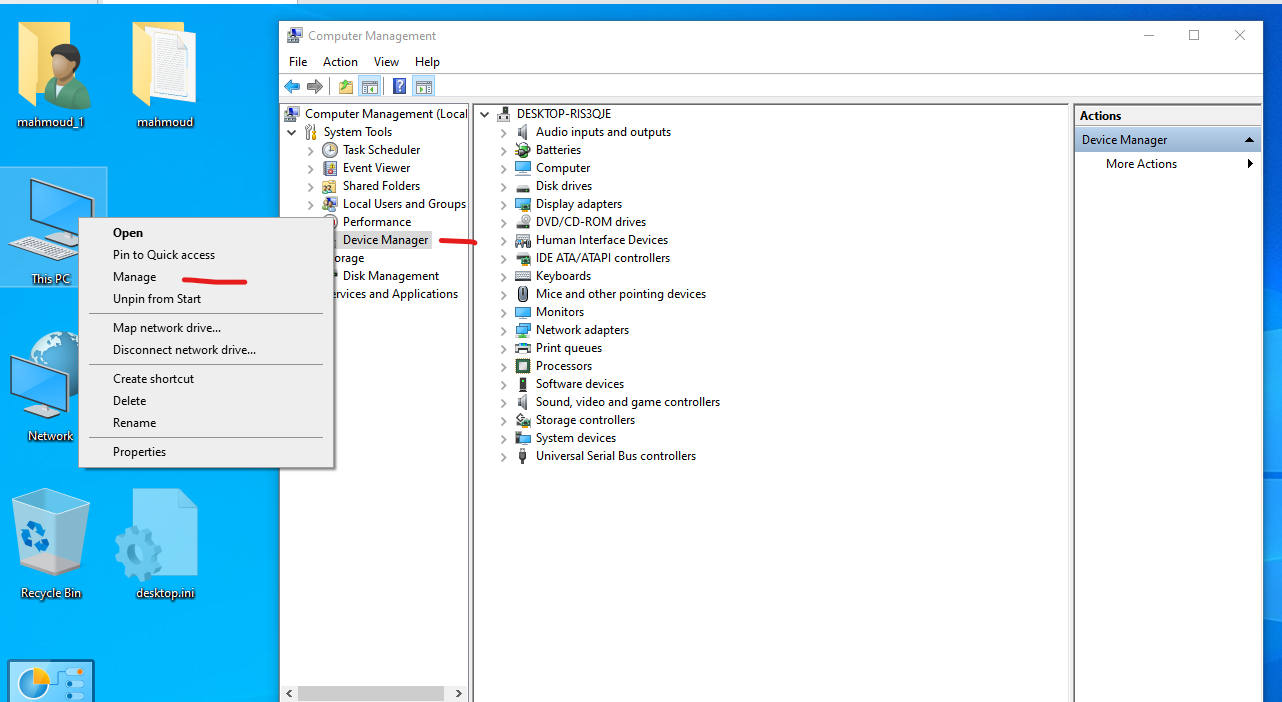 mahmoud_1
mahmoud
This PC
Network
Recycle Bin
desktop.ini
Open
Pin to Quick access
Manage
Unpin from Start
Map network drive...
Disconnect network drive...
Create shortcut
Delete
Rename
Properties
Computer Management
File Action View Help
Computer Management (Local
System Tools
Task Scheduler
Event Viewer
Shared Folders
Local Users and Groups
Performance
Device Manager
orage
Disk Management
ervices and Applications
DESKTOP-RIS3QJE
Audio inputs and outputs
Batteries
Computer
Disk drives
Display adapters
DVD/CD-ROM drives
Human Interface Devices
IDE ATA/ATAPI controllers
Keyboards
Mice and other pointing devices
Monitors
Network adapters
Print queues
Processors
Software devices
Sound, video and game controllers
Storage controllers
System devices
Universal Serial Bus controllers
Actions
Device Manager
More Actions